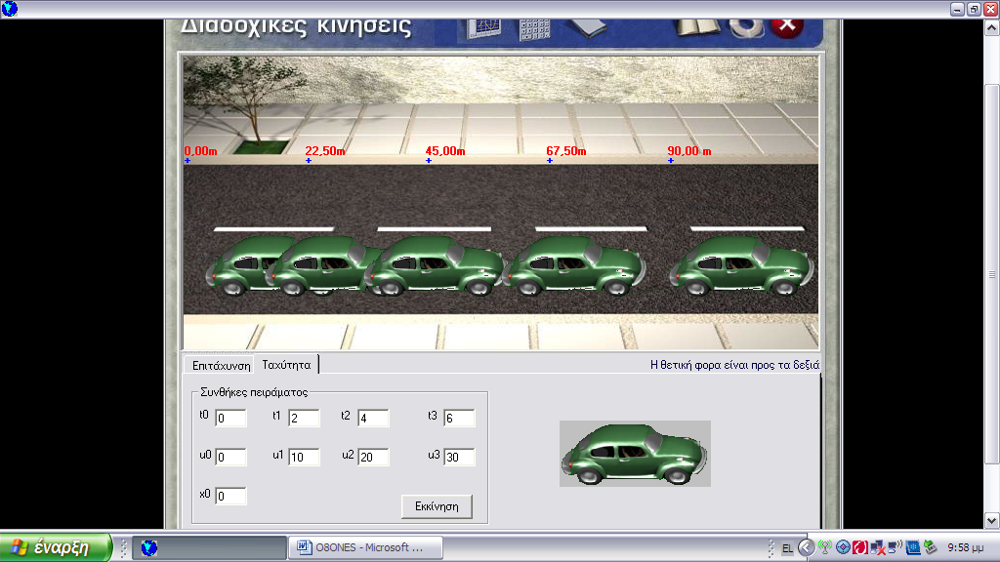 Διαδοχικές κινήσεις
0,00m 22,50m 45,00m 67,50m 90,00 m
Επιτάχυνση Ταχύτητα Η θετική φορα είναι προς τα δεξιά
Συνθήκες πειράματος
t0 0 t1 2 t2 4 t3 6
u0 0 u1 10 u2 20 u3 30
x0 0
Εκκίνηση
έναρξη O8ONES - Microsoft ... EL 9:58 μμ